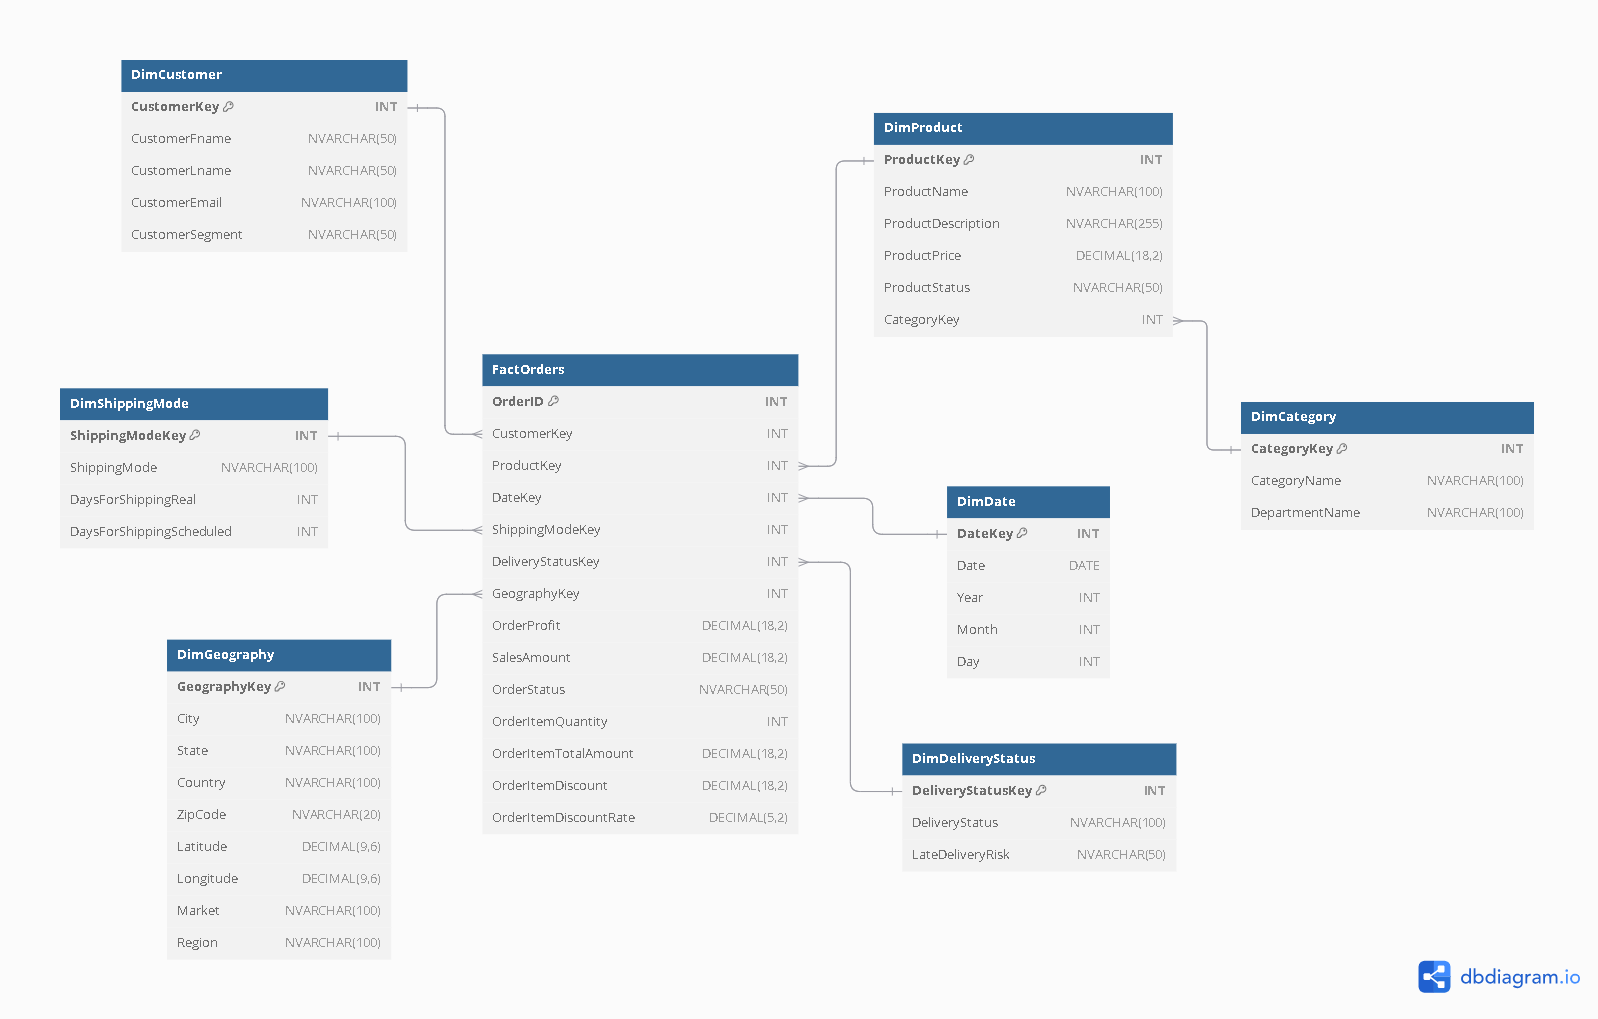 DimCustomer
CustomerKey INT
CustomerFname NVARCHAR(50)
CustomerLname NVARCHAR(50)
CustomerEmail NVARCHAR(100)
CustomerSegment NVARCHAR(50)
DimProduct
ProductKey INT
ProductName NVARCHAR(100)
ProductDescription NVARCHAR(255)
ProductPrice DECIMAL(18,2)
ProductStatus NVARCHAR(50)
CategoryKey INT
DimShippingMode
ShippingModeKey INT
ShippingMode NVARCHAR(100)
DaysForShippingReal INT
DaysForShippingScheduled INT
FactOrders
OrderID INT
CustomerKey INT
ProductKey INT
DateKey INT
ShippingModeKey INT
DeliveryStatusKey INT
GeographyKey INT
OrderProfit DECIMAL(18,2)
SalesAmount DECIMAL(18,2)
OrderStatus NVARCHAR(50)
OrderItemQuantity INT
OrderItemTotalAmount DECIMAL(18,2)
OrderItemDiscount DECIMAL(18,2)
OrderItemDiscountRate DECIMAL(5,2)
DimCategory
CategoryKey INT
CategoryName NVARCHAR(100)
DepartmentName NVARCHAR(100)
DimDate
DateKey INT
Date DATE
Year INT
Month INT
Day INT
DimGeography
GeographyKey INT
City NVARCHAR(100)
State NVARCHAR(100)
Country NVARCHAR(100)
ZipCode NVARCHAR(20)
Latitude DECIMAL(9,6)
Longitude DECIMAL(9,6)
Market NVARCHAR(100)
Region NVARCHAR(100)
DimDeliveryStatus
DeliveryStatusKey INT
DeliveryStatus NVARCHAR(100)
LateDeliveryRisk NVARCHAR(50)
dbdiagram.io